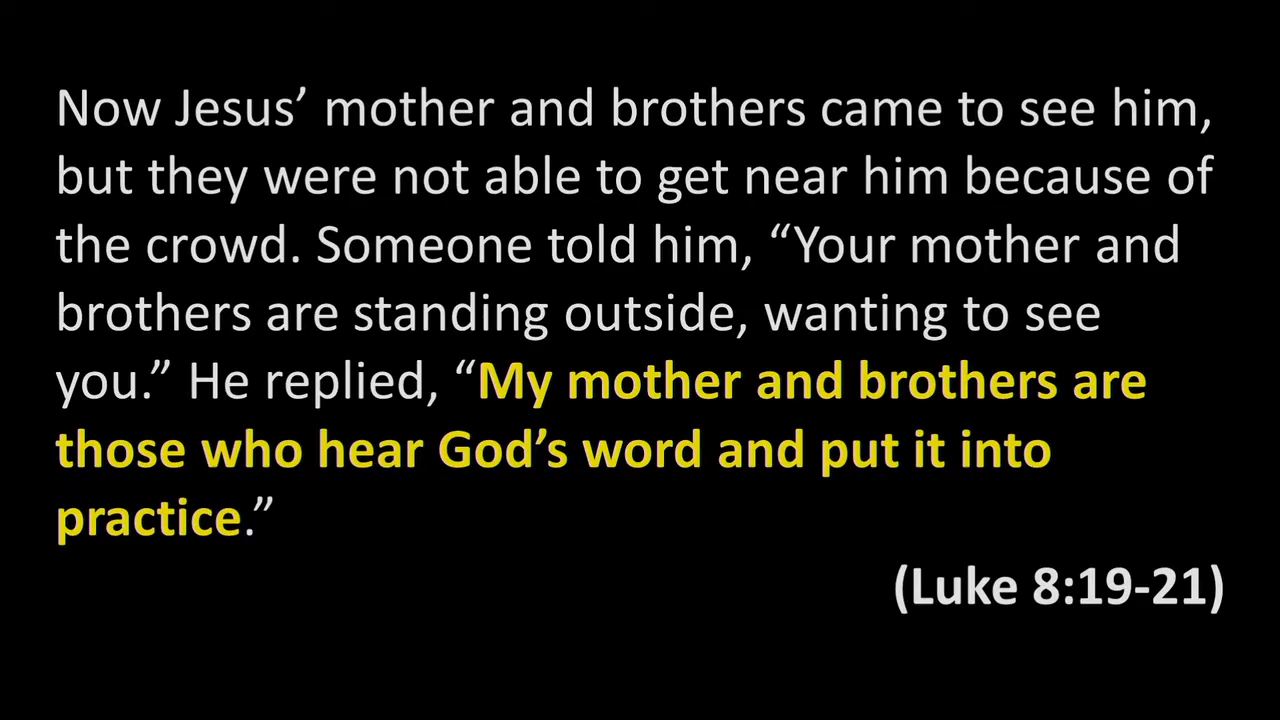 Now Jesus’ mother and brothers came to see him,
but they were not able to get near him because of
the crowd. Someone told him, “Your mother and
brothers are standing outside, wanting to see
you.” He replied, “My mother and brothers are
those who hear God’s word and put it into
practice.”
(Luke 8:19-21)